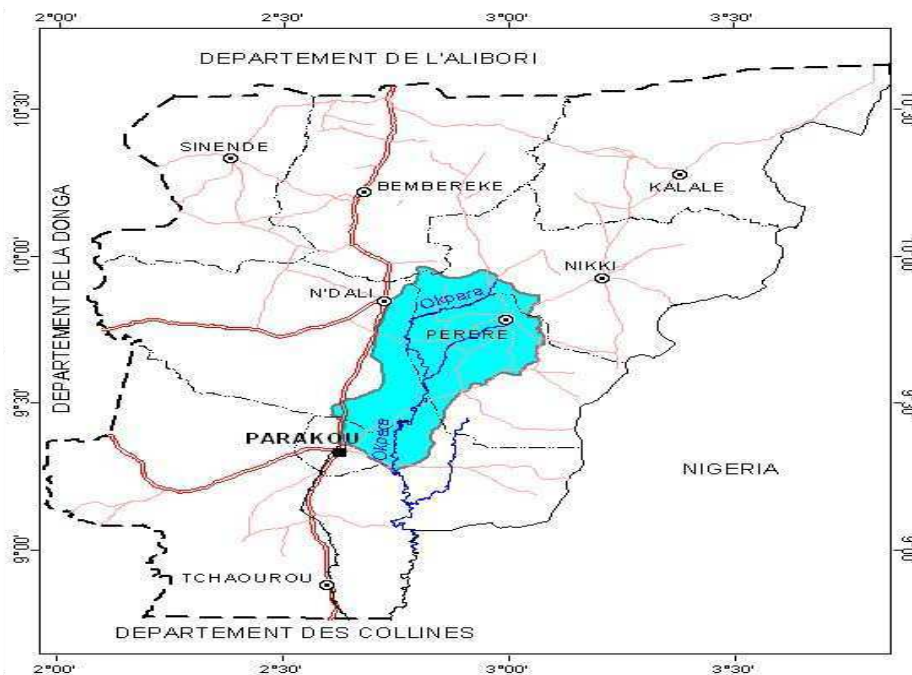 2°00' 2°30' 3°00' 3°30'
DEPARTEMENT DE L'ALIBORI
10°30'
SINENDE
BEMBEREKE
KALALE
DEPARTEMENT DE LA DONGA
10°00'
NIKKI
N'DALI
Okpara
PERERE
9°30'
Okpara
PARAKOU
NIGERIA
9°00'
TCHAOUROU
DEPARTEMENT DES COLLINES
2°00' 2°30' 3°00' 3°30'